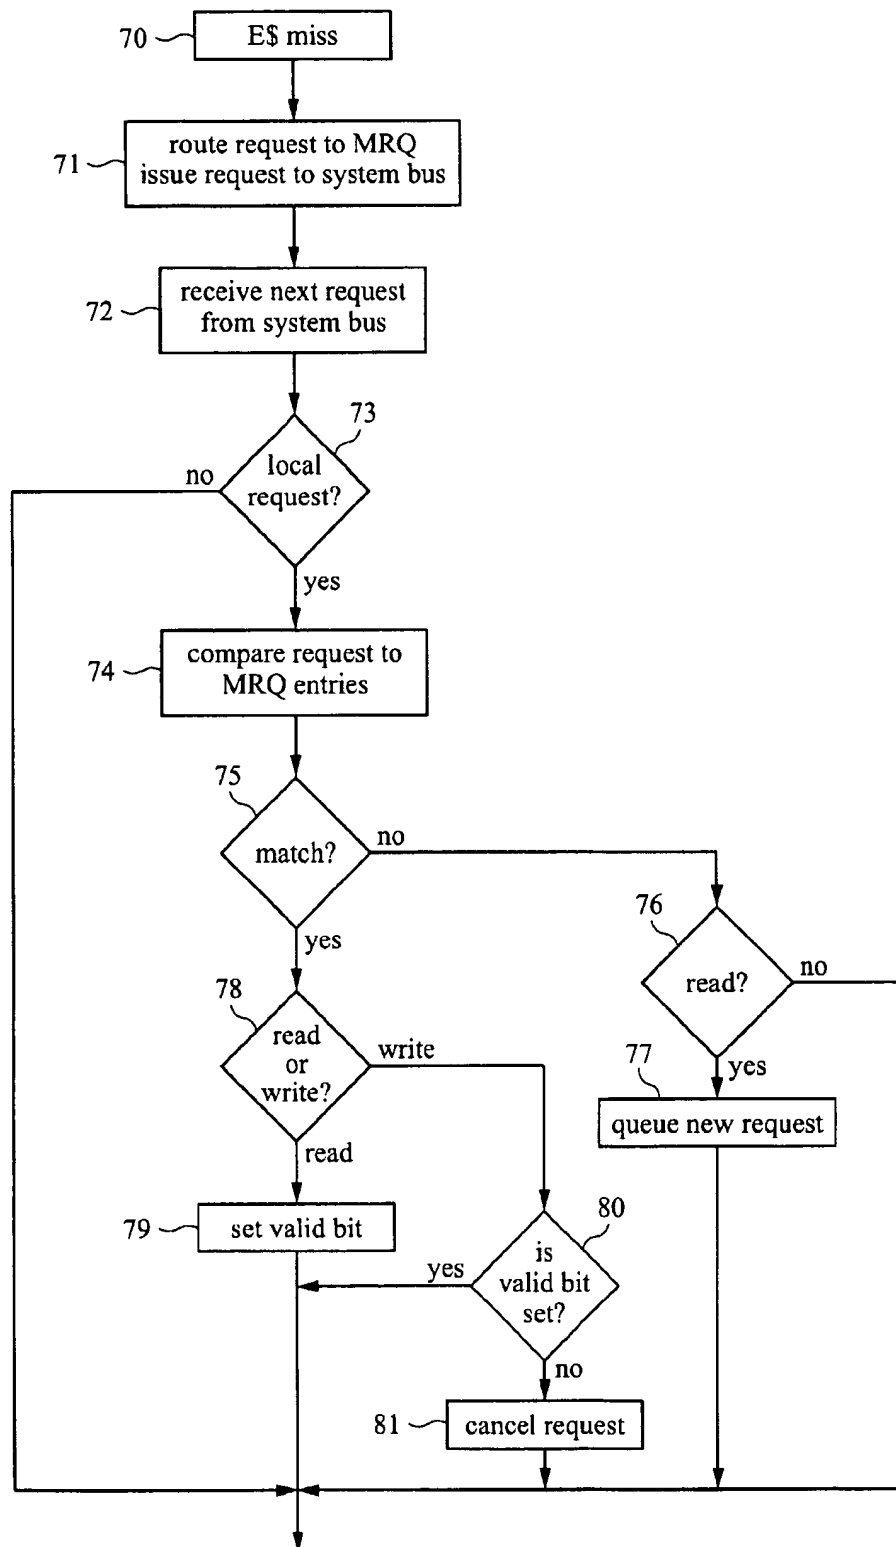 70
E$ miss
71
route request to MRQ
issue request to system bus
72
receive next request
from system bus
73
local
request?
no
yes
74
compare request to
MRQ entries
75
match?
no
yes
76
read?
no
yes
77
queue new request
78
read
or
write?
write
read
79
set valid bit
80
is
valid bit
set?
yes
no
81
cancel request